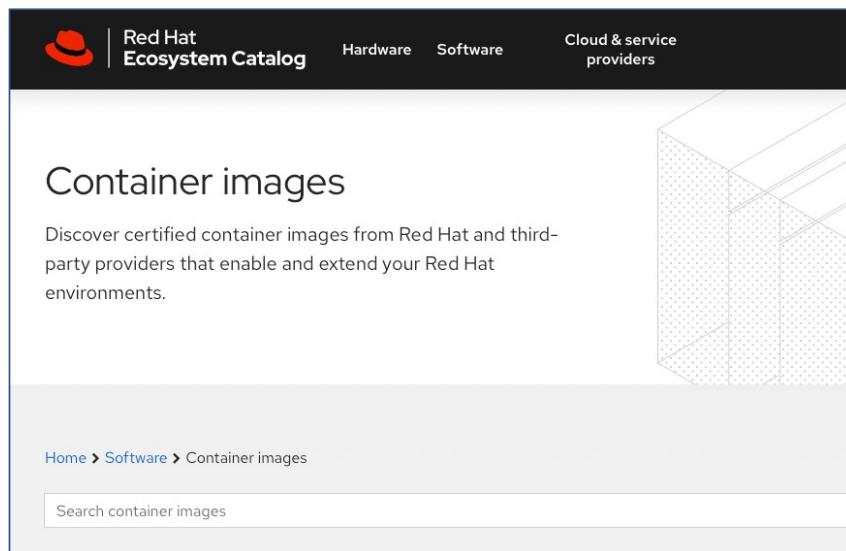 Red Hat
Ecosystem Catalog
Hardware
Software
Cloud & service
providers
Container images
Discover certified container images from Red Hat and third-
party providers that enable and extend your Red Hat
environments.
Home > Software > Container images
Search container images